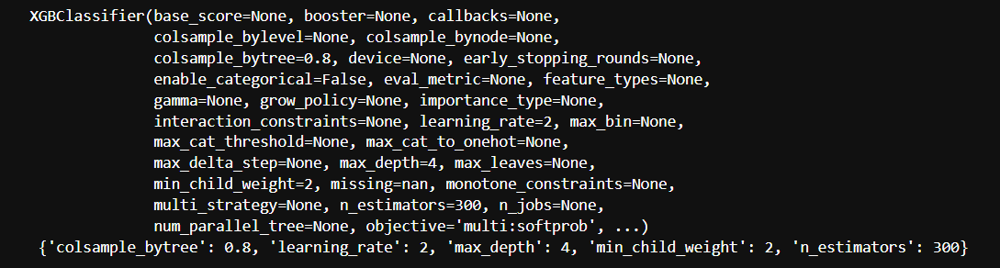 XGBClassifier(base_score=None, booster=None, callbacks=None,
colsample_bylevel=None, colsample_bynode=None,
colsample_bytree=0.8, device=None, early_stopping_rounds=None,
enable_categorical=False, eval_metric=None, feature_types=None,
gamma=None, grow_policy=None, importance_type=None,
interaction_constraints=None, learning_rate=2, max_bin=None,
max_cat_threshold=None, max_cat_to_onehot=None,
max_delta_step=None, max_depth=4, max_leaves=None,
min_child_weight=2, missing=nan, monotone_constraints=None,
multi_strategy=None, n_estimators=300, n_jobs=None,
num_parallel_tree=None, objective='multi:softprob', ...)
{'colsample_bytree': 0.8, 'learning_rate': 2, 'max_depth': 4, 'min_child_weight': 2, 'n_estimators': 300}